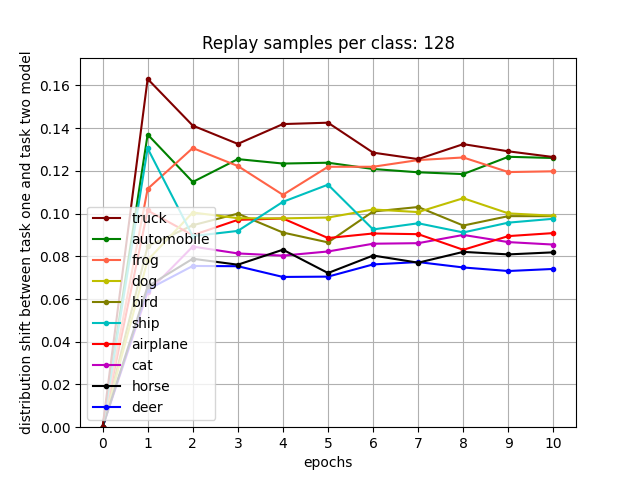 Replay samples per class: 128
distribution shift between task one and task two model
0.16
0.14
0.12
0.10
0.08
0.06
0.04
0.02
0.00
truck
automobile
frog
dog
bird
ship
airplane
cat
horse
deer
0 1 2 3 4 5 6 7 8 9 10
epochs